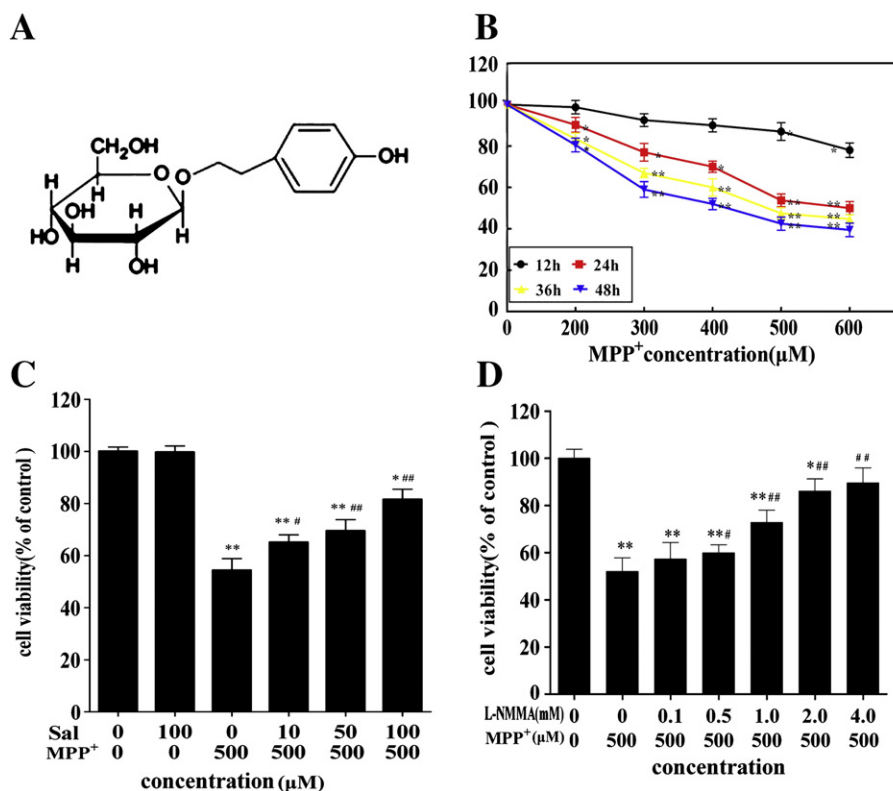 A
B
CH₂OH
O
O
OH
H
H
H
H
HO
OH
H
H
OH
120
100
80
60
40
20
0
*
*
*
*
**
**
*
**
**
*
**
**
**
*
**
**
**
12h
24h
36h
48h
0
200
300
400
500
600
MPP⁺concentration(µM)
C
cell viability(% of control )
120
100
80
60
40
20
0
**
** #
** ##
* ##
Sal 0 100 0 10 50 100
MPP⁺ 0 0 500 500 500 500
concentration (µM)
D
cell viability(% of control )
120
100
80
60
40
20
0
**
**
**#
**##
*##
##
L-NMMA(mM) 0 0 0.1 0.5 1.0 2.0 4.0
MPP⁺(µM) 0 500 500 500 500 500 500
concentration